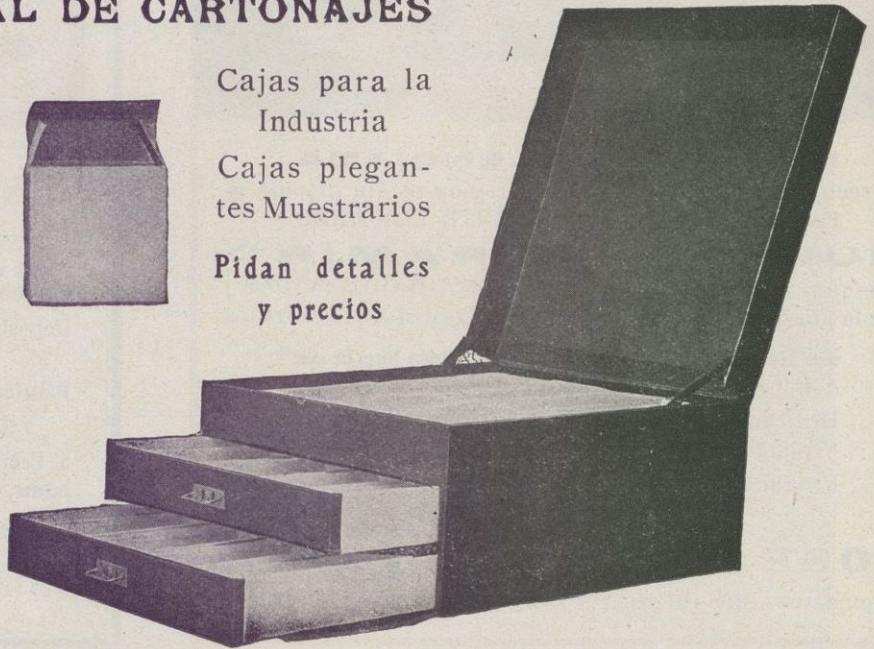 AL DE CARTONAJES
Cajas para la
Industria
Cajas plegan-
tes Muestrarios
Pidan detalles
y precios